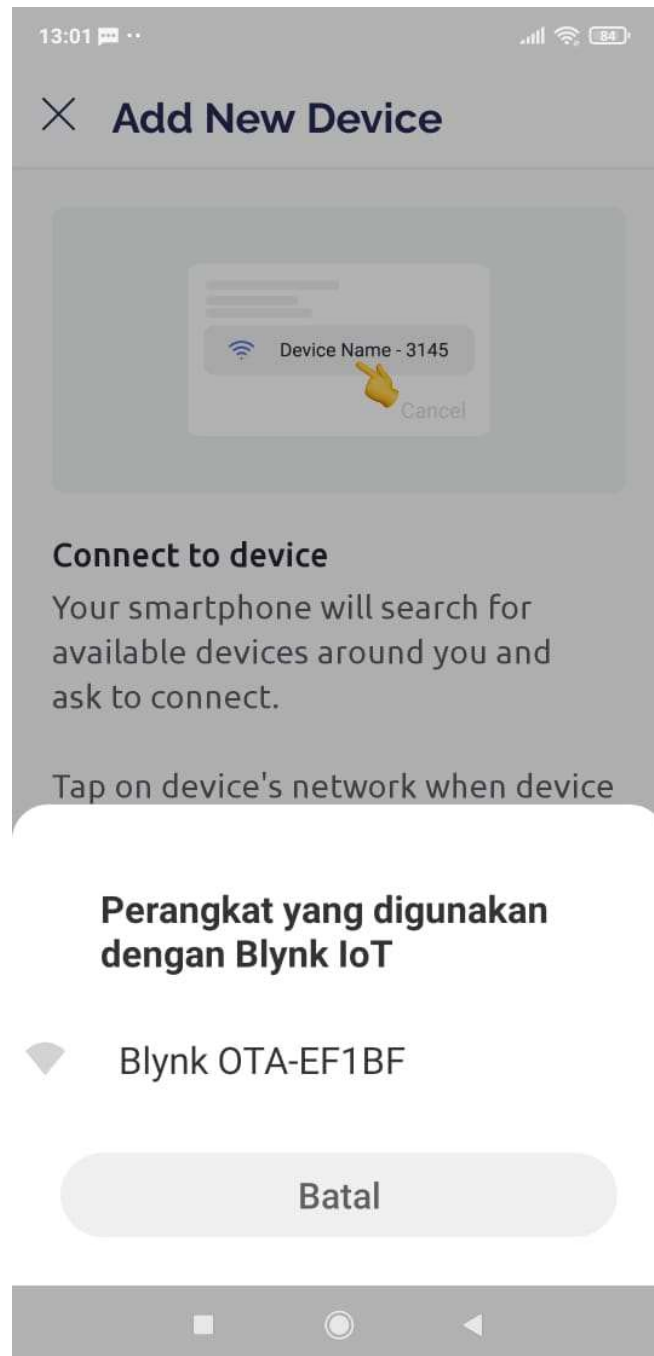 13:01
84
Add New Device
Device Name - 3145
Cancel
Connect to device
Your smartphone will search for
available devices around you and
ask to connect.
Tap on device's network when device
Perangkat yang digunakan
dengan Blynk IoT
Blynk OTA-EF1BF
Batal